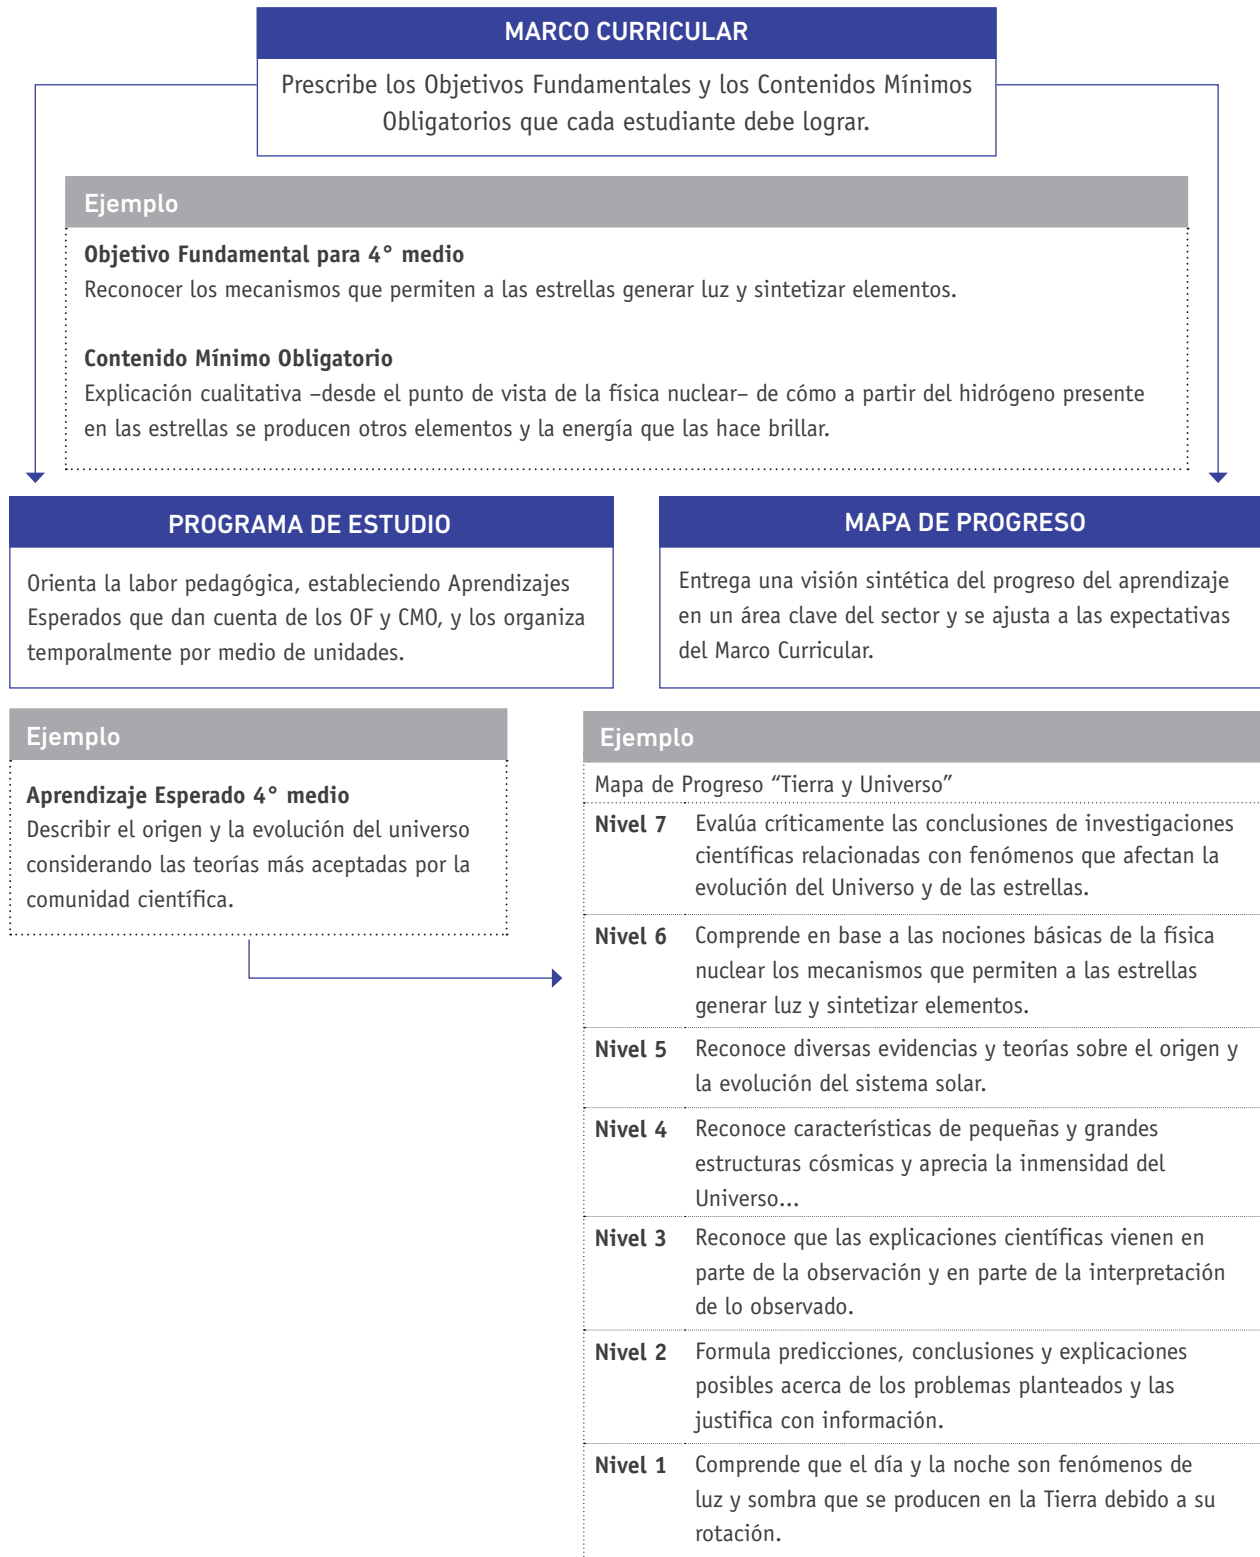 MARCO CURRICULAR
Prescribe los Objetivos Fundamentales y los Contenidos Mínimos
Obligatorios que cada estudiante debe lograr.
Ejemplo
Objetivo Fundamental para 4° medio
Reconocer los mecanismos que permiten a las estrellas generar luz y sintetizar elementos.
Contenido Mínimo Obligatorio
Explicación cualitativa –desde el punto de vista de la física nuclear– de cómo a partir del hidrógeno presente
en las estrellas se producen otros elementos y la energía que las hace brillar.
PROGRAMA DE ESTUDIO
Orienta la labor pedagógica, estableciendo Aprendizajes
Esperados que dan cuenta de los OF y CMO, y los organiza
temporalmente por medio de unidades.
MAPA DE PROGRESO
Entrega una visión sintética del progreso del aprendizaje
en un área clave del sector y se ajusta a las expectativas
del Marco Curricular.
Ejemplo
Aprendizaje Esperado 4° medio
Describir el origen y la evolución del universo
considerando las teorías más aceptadas por la
comunidad científica.
Ejemplo
Mapa de Progreso “Tierra y Universo”
Nivel 7 Evalúa críticamente las conclusiones de investigaciones
científicas relacionadas con fenómenos que afectan la
evolución del Universo y de las estrellas.
Nivel 6 Comprende en base a las nociones básicas de la física
nuclear los mecanismos que permiten a las estrellas
generar luz y sintetizar elementos.
Nivel 5 Reconoce diversas evidencias y teorías sobre el origen y
la evolución del sistema solar.
Nivel 4 Reconoce características de pequeñas y grandes
estructuras cósmicas y aprecia la inmensidad del
Universo...
Nivel 3 Reconoce que las explicaciones científicas vienen en
parte de la observación y en parte de la interpretación
de lo observado.
Nivel 2 Formula predicciones, conclusiones y explicaciones
posibles acerca de los problemas planteados y las
justifica con información.
Nivel 1 Comprende que el día y la noche son fenómenos de
luz y sombra que se producen en la Tierra debido a su
rotación.